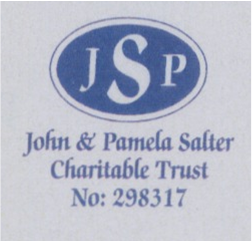 JSP
John & Pamela Salter
Charitable Trust
No: 298317